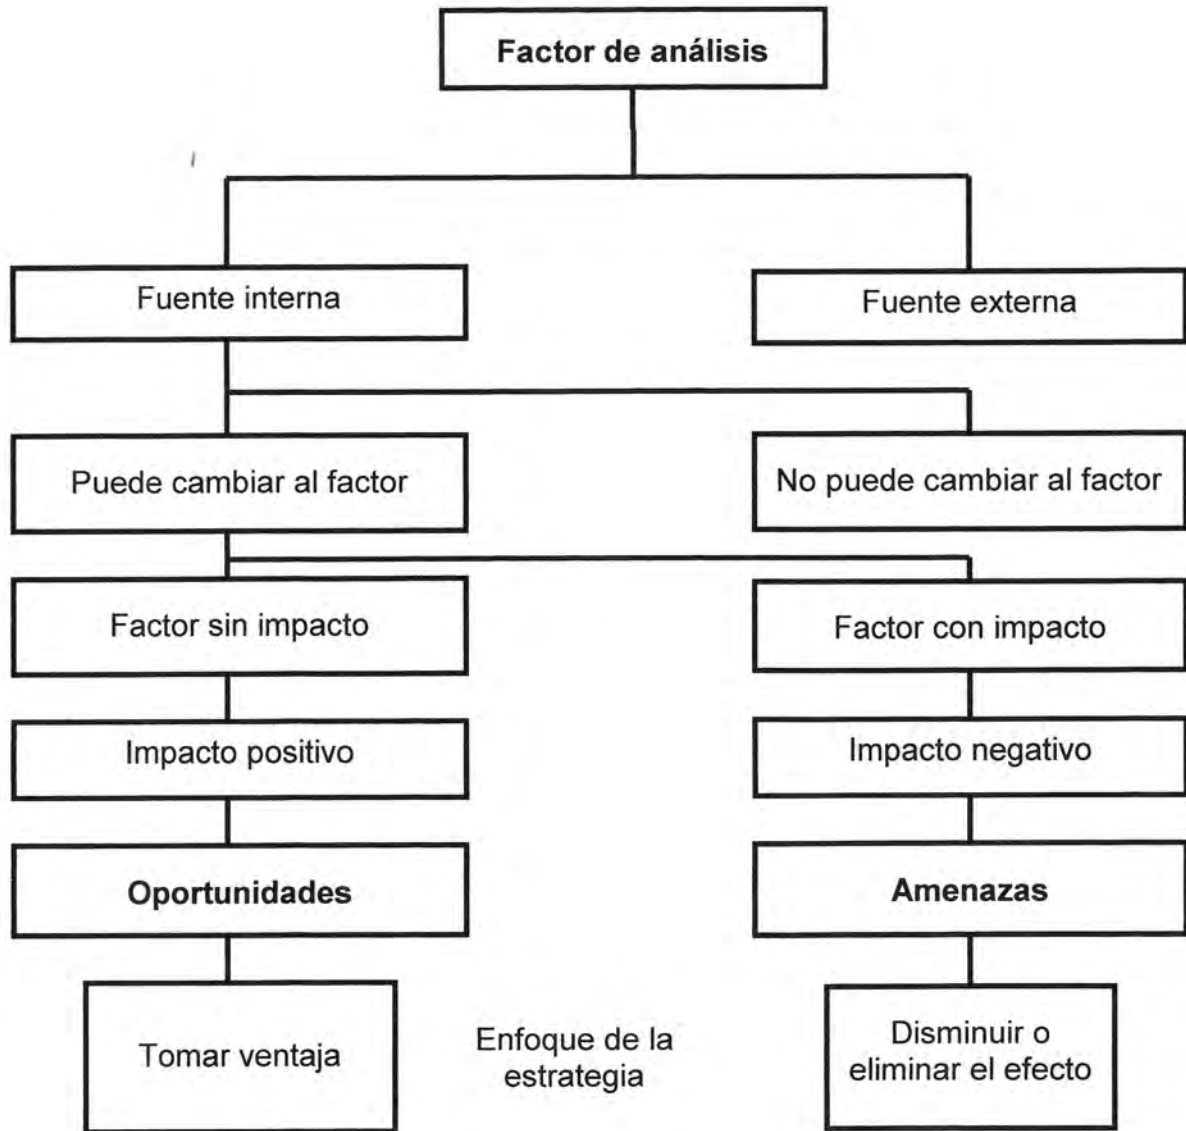 Factor de análisis
Fuente interna
Fuente externa
Puede cambiar al factor
No puede cambiar al factor
Factor sin impacto
Factor con impacto
Impacto positivo
Impacto negativo
Oportunidades
Amenazas
Tomar ventaja
Enfoque de la
estrategia
Disminuir o
eliminar el efecto